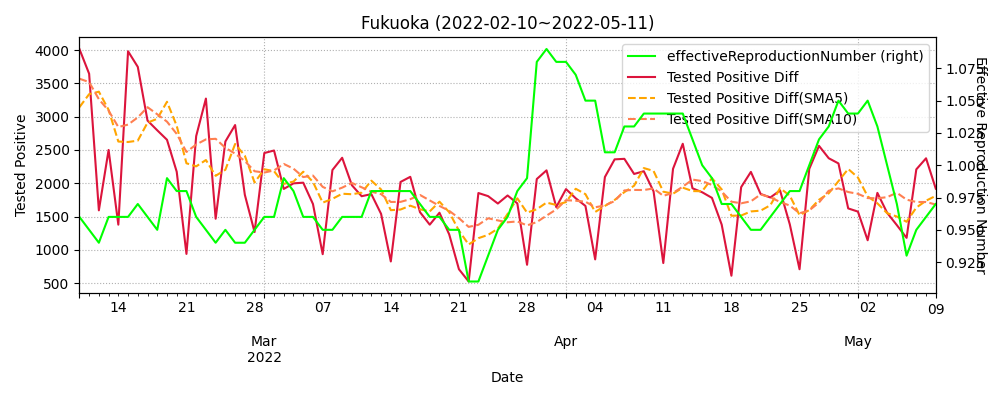 Fukuoka (2022-02-10~2022-05-11)
effectiveReproductionNumber (right)
Tested Positive Diff
Tested Positive Diff(SMA5)
Tested Positive Diff(SMA10)
Tested Positive
4000
3500
3000
2500
2000
1500
1000
500
1.075
1.050
1.025
1.000
0.975
0.950
0.925
Effective Reproduction Number
14 21 28 07 14 21 28 04 11 18 25 02 09
Mar Apr May
2022
Date